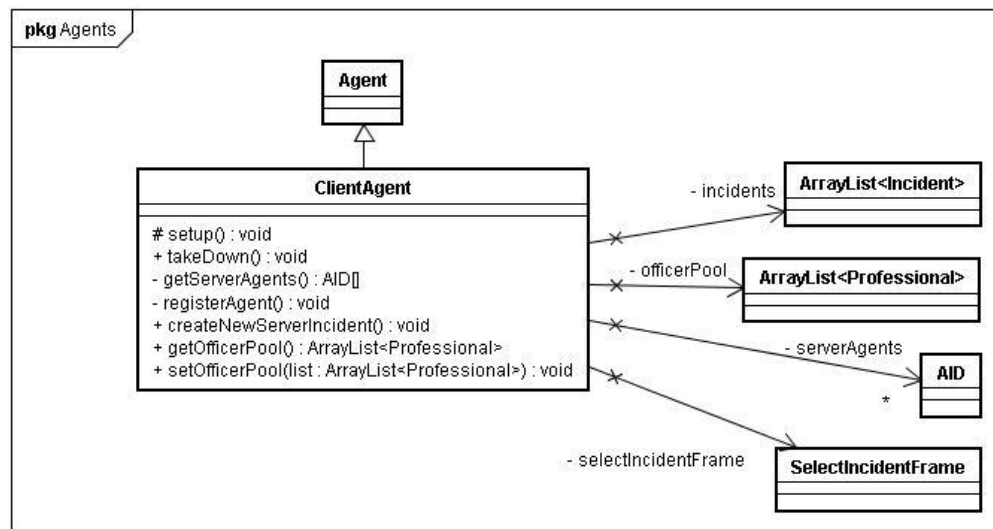 pkg Agents
Agent
ClientAgent
# setup() : void
+ takeDown() : void
- getServerAgents() : AID[]
- registerAgent() : void
+ createNewServerIncident() : void
+ getOfficerPool() : ArrayList<Professional>
+ setOfficerPool(list : ArrayList<Professional>) : void
- incidents
ArrayList<Incident>
- officerPool
ArrayList<Professional>
- serverAgents
AID
*
- selectIncidentFrame
SelectIncidentFrame